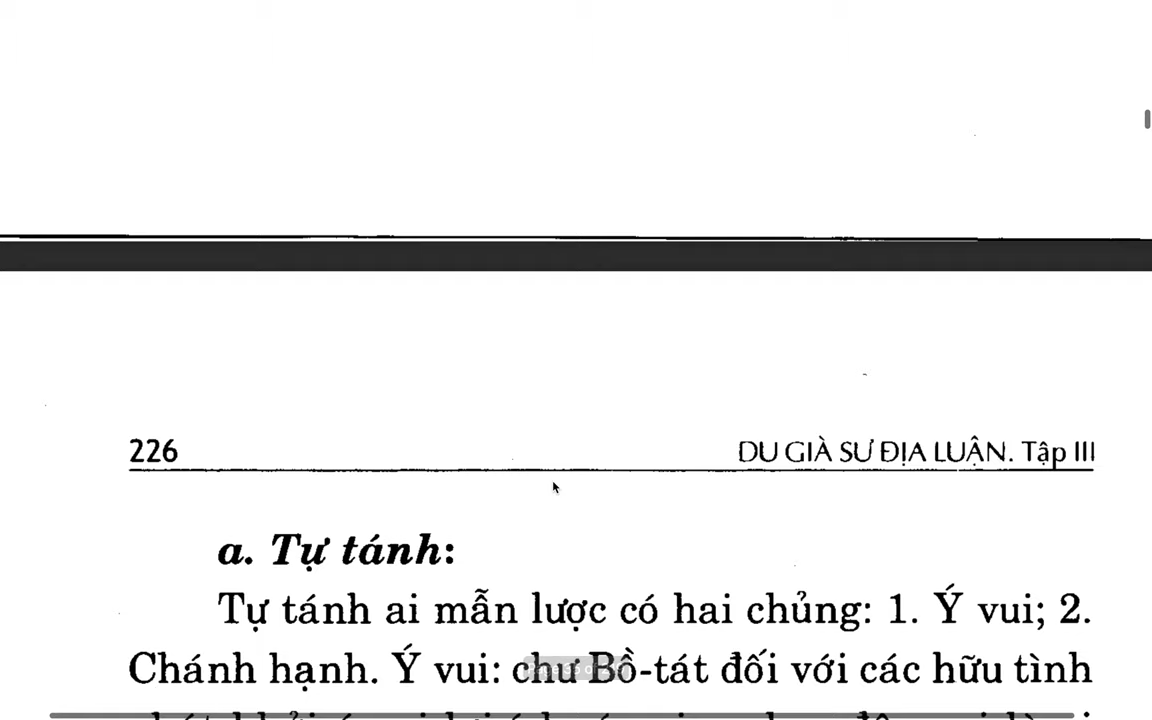 226 DU GIÀ SƯ ĐỊA LUẬN. Tập III
a. Tự tánh:
Tự tánh ai mẫn lược có hai chủng: 1. Ý vui; 2.
Chánh hạnh. Ý vui: chư Bồ-tát đối với các hữu tình